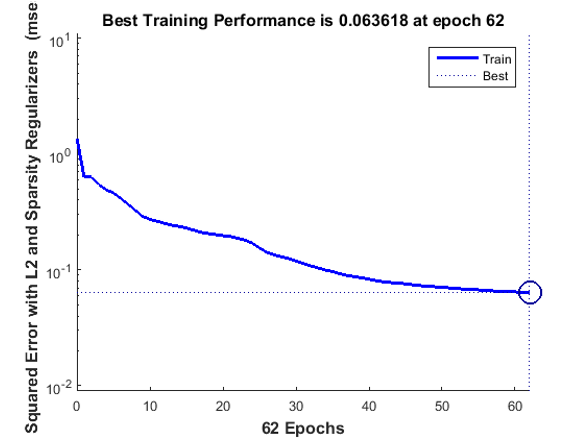 Best Training Performance is 0.063618 at epoch 62
Squared Error with L2 and Sparsity Regularizers (mse
10^1
10^0
10^-1
10^-2
Train
Best
0 10 20 30 40 50 60
62 Epochs